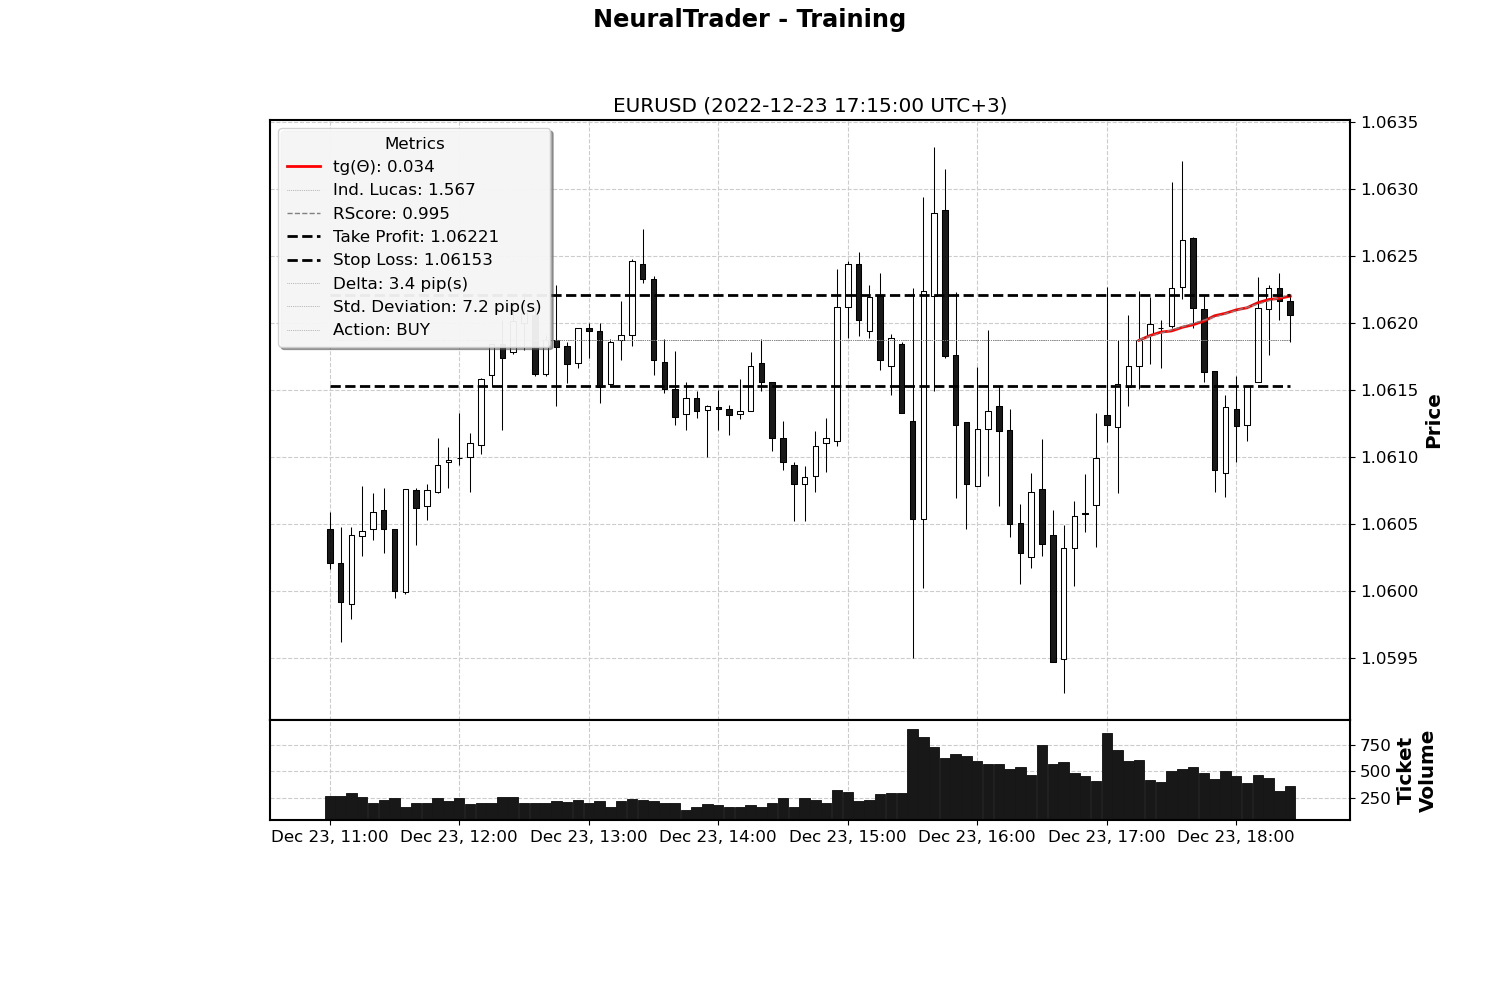 NeuralTrader - Training
EURUSD (2022-12-23 17:15:00 UTC+3)
Metrics
tg(Θ): 0.034
Ind. Lucas: 1.567
RScore: 0.995
Take Profit: 1.06221
Stop Loss: 1.06153
Delta: 3.4 pip(s)
Std. Deviation: 7.2 pip(s)
Action: BUY
1.0635
1.0630
1.0625
1.0620
1.0615
1.0610
1.0605
1.0600
1.0595
Price
750
500
250
Ticket
Volume
Dec 23, 11:00 Dec 23, 12:00 Dec 23, 13:00 Dec 23, 14:00 Dec 23, 15:00 Dec 23, 16:00 Dec 23, 17:00 Dec 23, 18:00